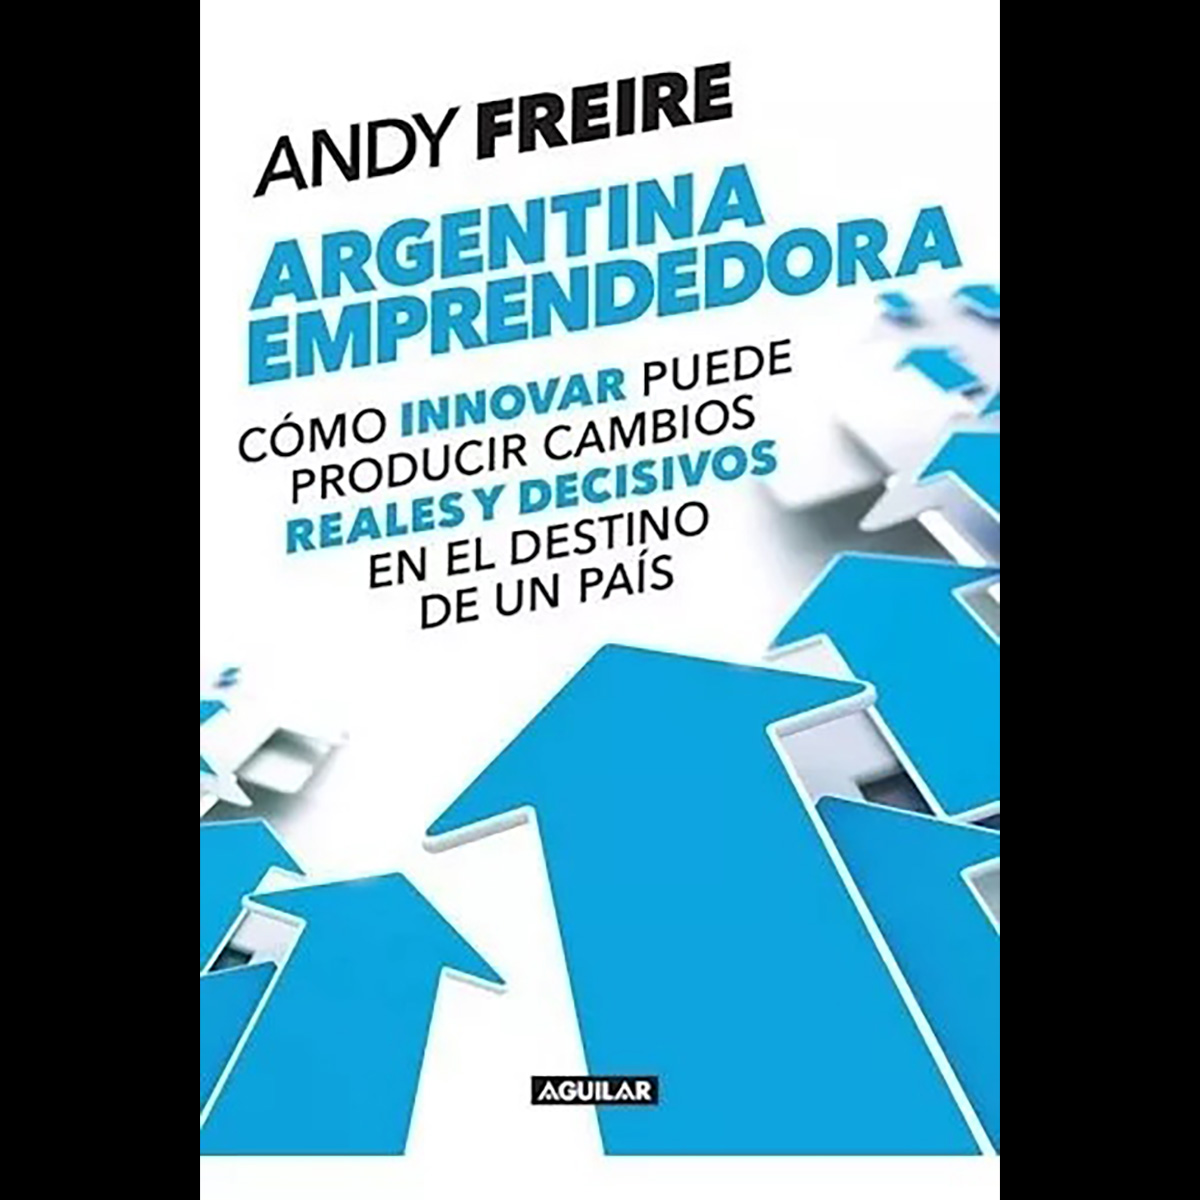 ANDY FREIRE
ARGENTINA
EMPRENDEDORA
CÓMO INNOVAR PUEDE
PRODUCIR CAMBIOS
REALES Y DECISIVOS
EN EL DESTINO
DE UN PAÍS
AGUILAR